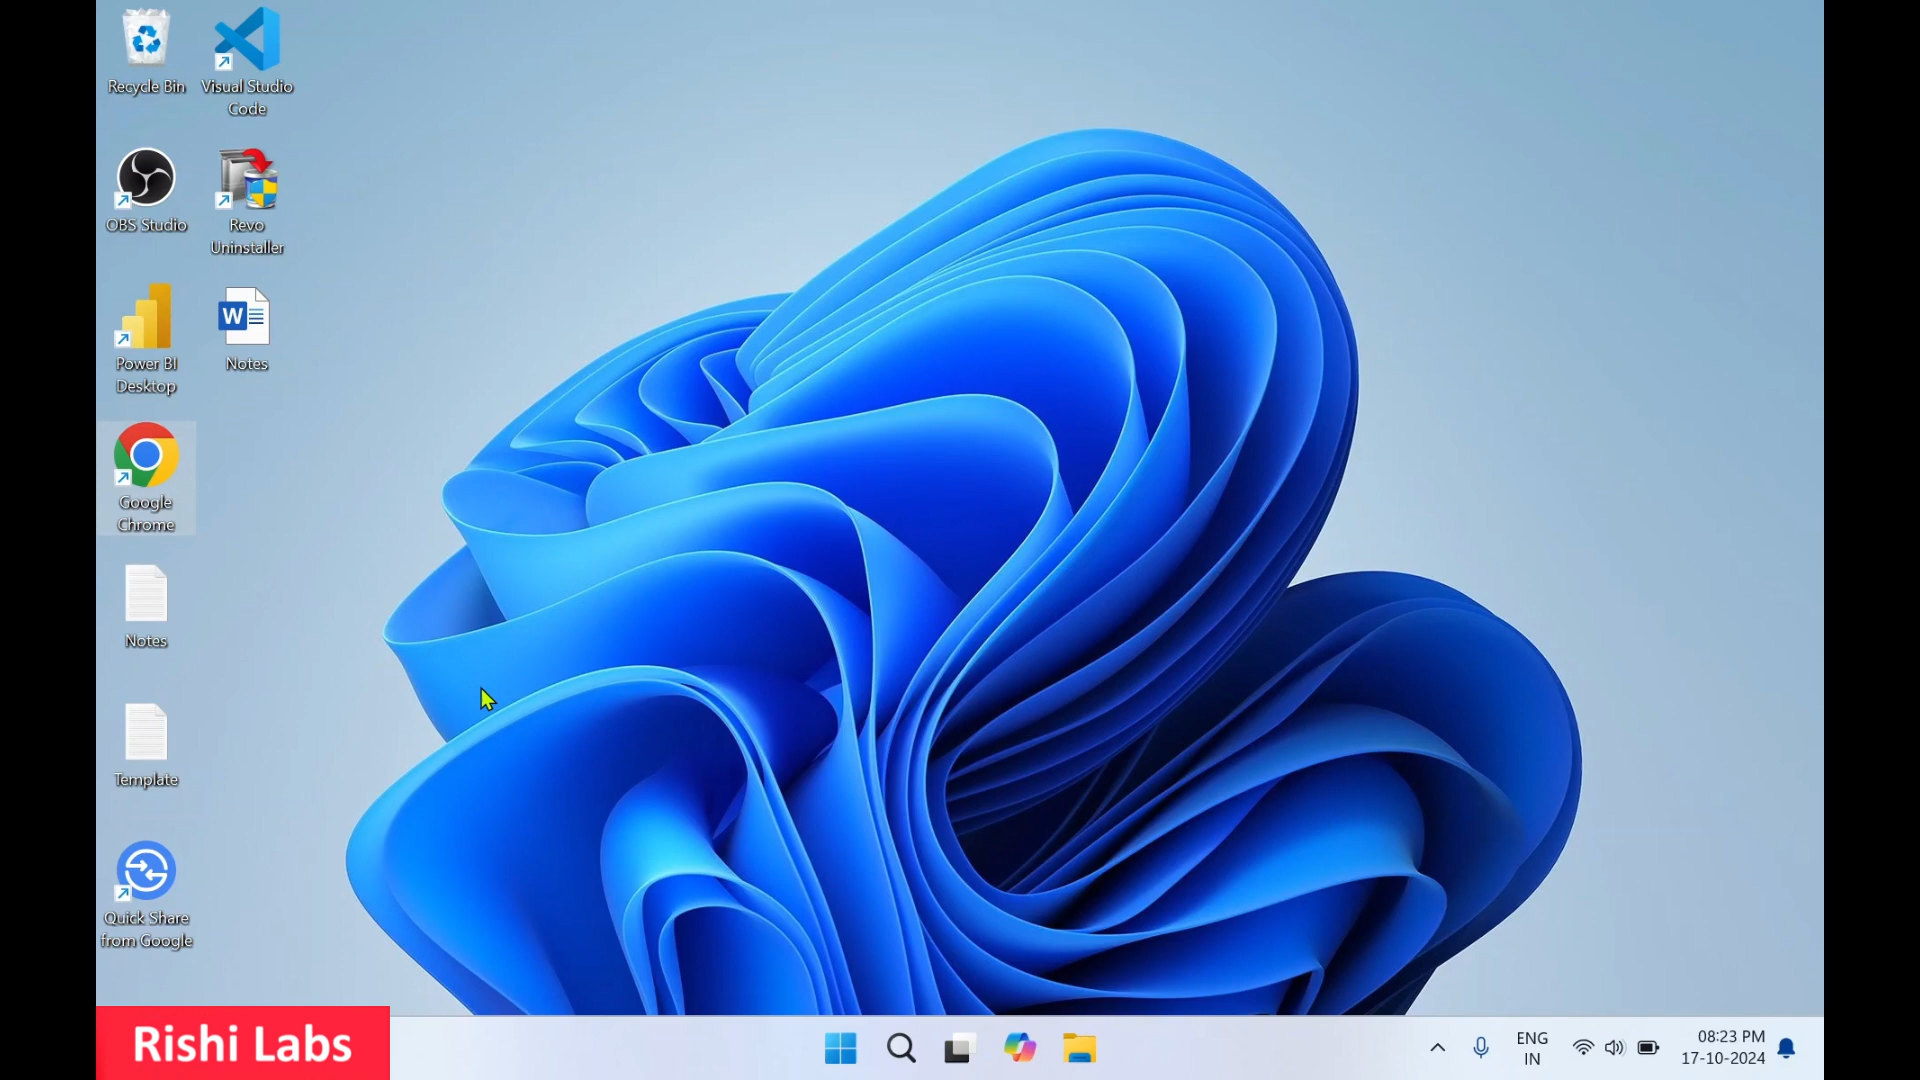 Recycle Bin
Visual Studio
Code
OBS Studio
Revo
Uninstaller
Power BI
Desktop
W
Notes
Google
Chrome
Notes
Template
Quick Share
from Google
Rishi Labs
ENG
IN
08:23 PM
17-10-2024